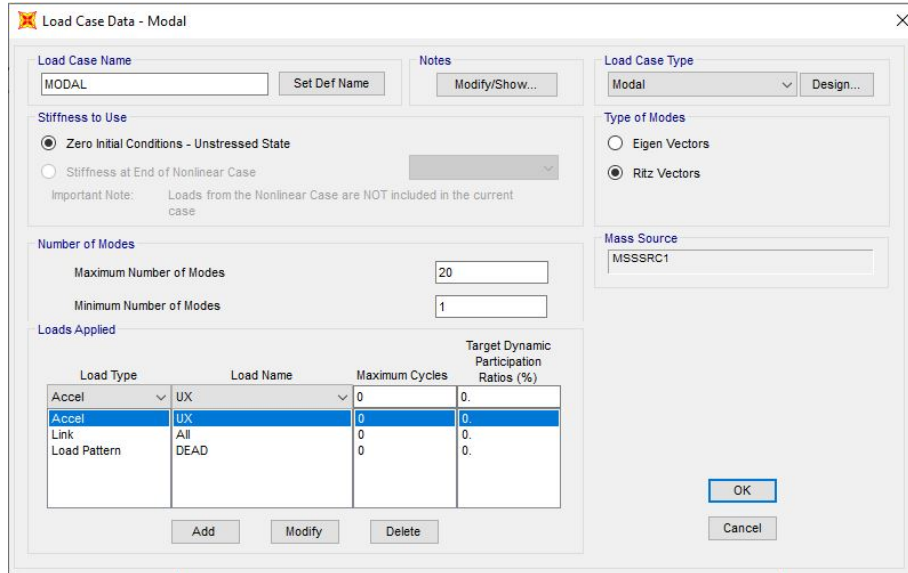 Load Case Data - Modal
Load Case Name
MODAL
Set Def Name
Notes
Modify/Show...
Load Case Type
Modal
Design...
Stiffness to Use
Zero Initial Conditions - Unstressed State
Stiffness at End of Nonlinear Case
Important Note: Loads from the Nonlinear Case are NOT included in the current
case
Type of Modes
Eigen Vectors
Ritz Vectors
Number of Modes
Maximum Number of Modes 20
Minimum Number of Modes 1
Mass Source
MSSSRC1
Loads Applied
Target Dynamic
Participation
Load Type Load Name Maximum Cycles Ratios (%)
Accel UX 0 0.
Accel UX 0 0.
Link All 0 0.
Load Pattern DEAD 0 0.
Add Modify Delete
OK
Cancel